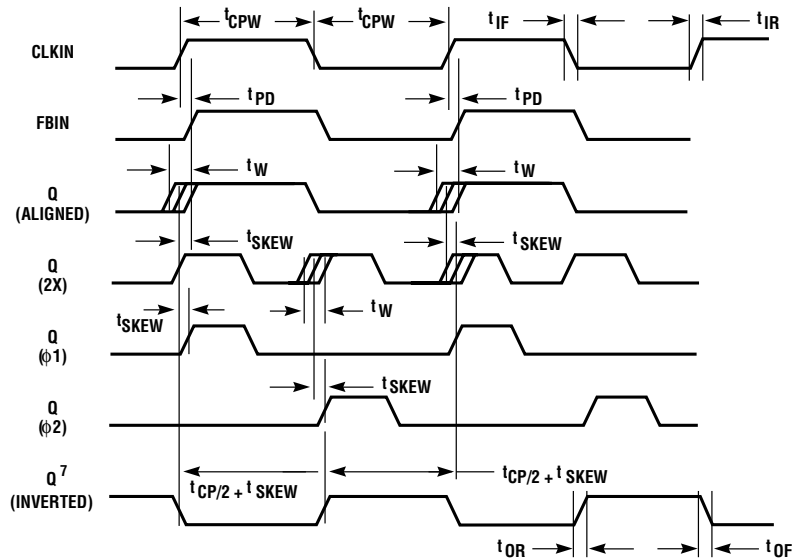 tCPW tCPW tIF tIR
CLKIN
tPD tPD
FBIN
tW tW
Q
(ALIGNED)
tSKEW tSKEW
Q
(2X)
tSKEW tW
Q
(ϕ1)
tSKEW
Q
(ϕ2)
Q7
(INVERTED)
tCP/2 + tSKEW tCP/2 + tSKEW
tOR tOF